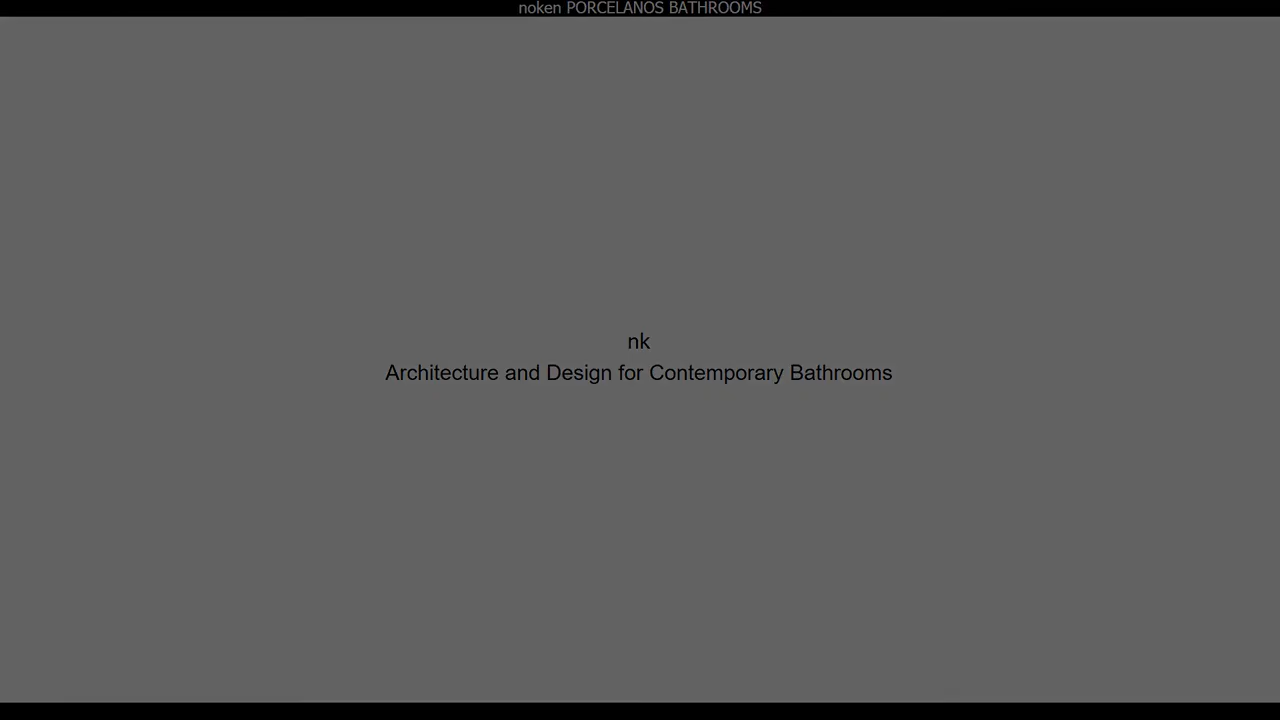 noken PORCELANOS BATHROOMS
nk
Architecture and Design for Contemporary Bathrooms